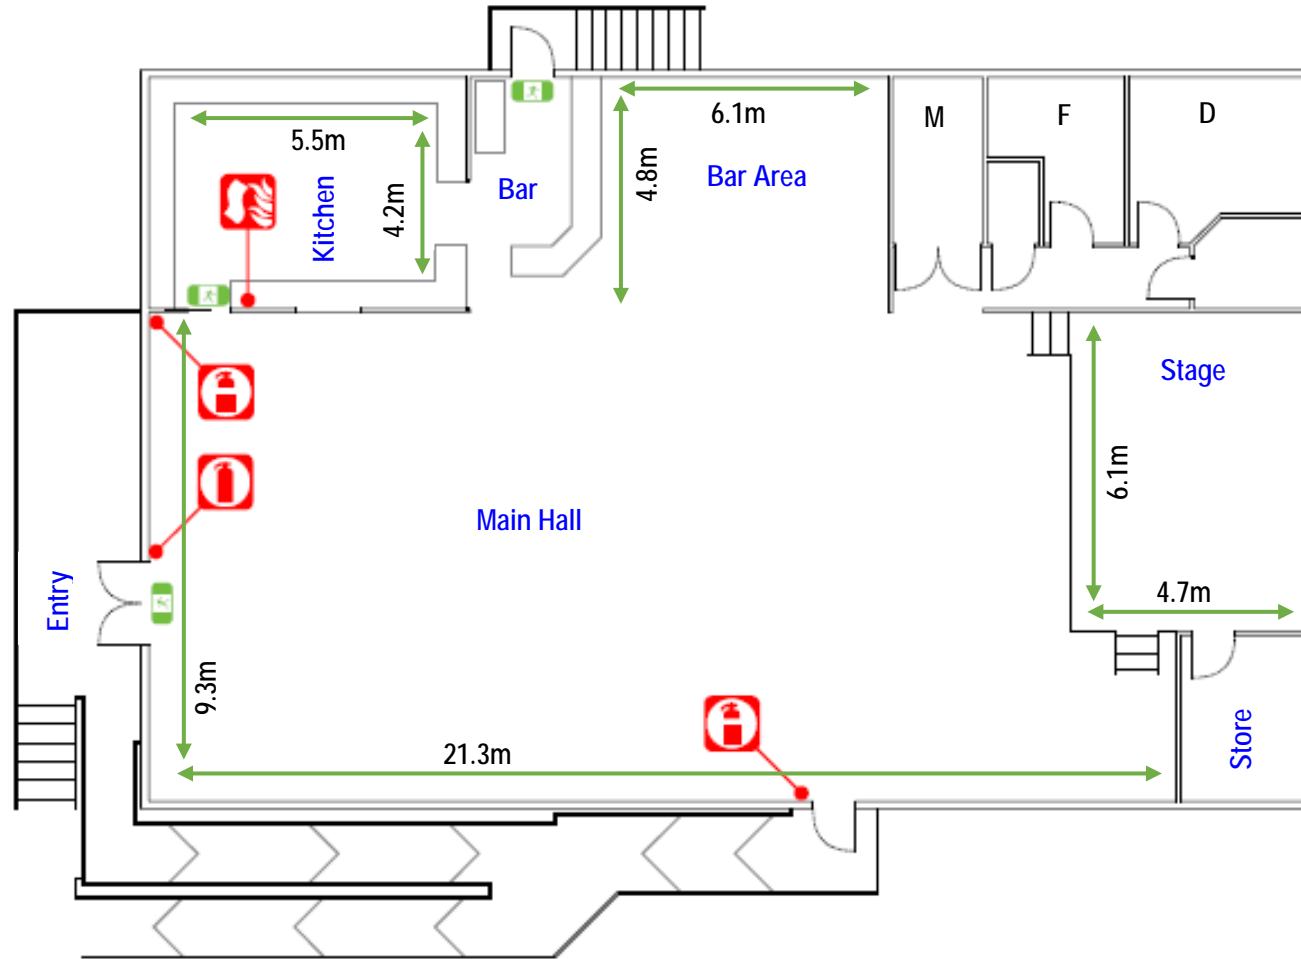 6.1m
M
F
D
5.5m
4.8m
Bar Area
Bar
Kitchen
4.2m
Stage
6.1m
Main Hall
4.7m
Entry
9.3m
21.3m
Store